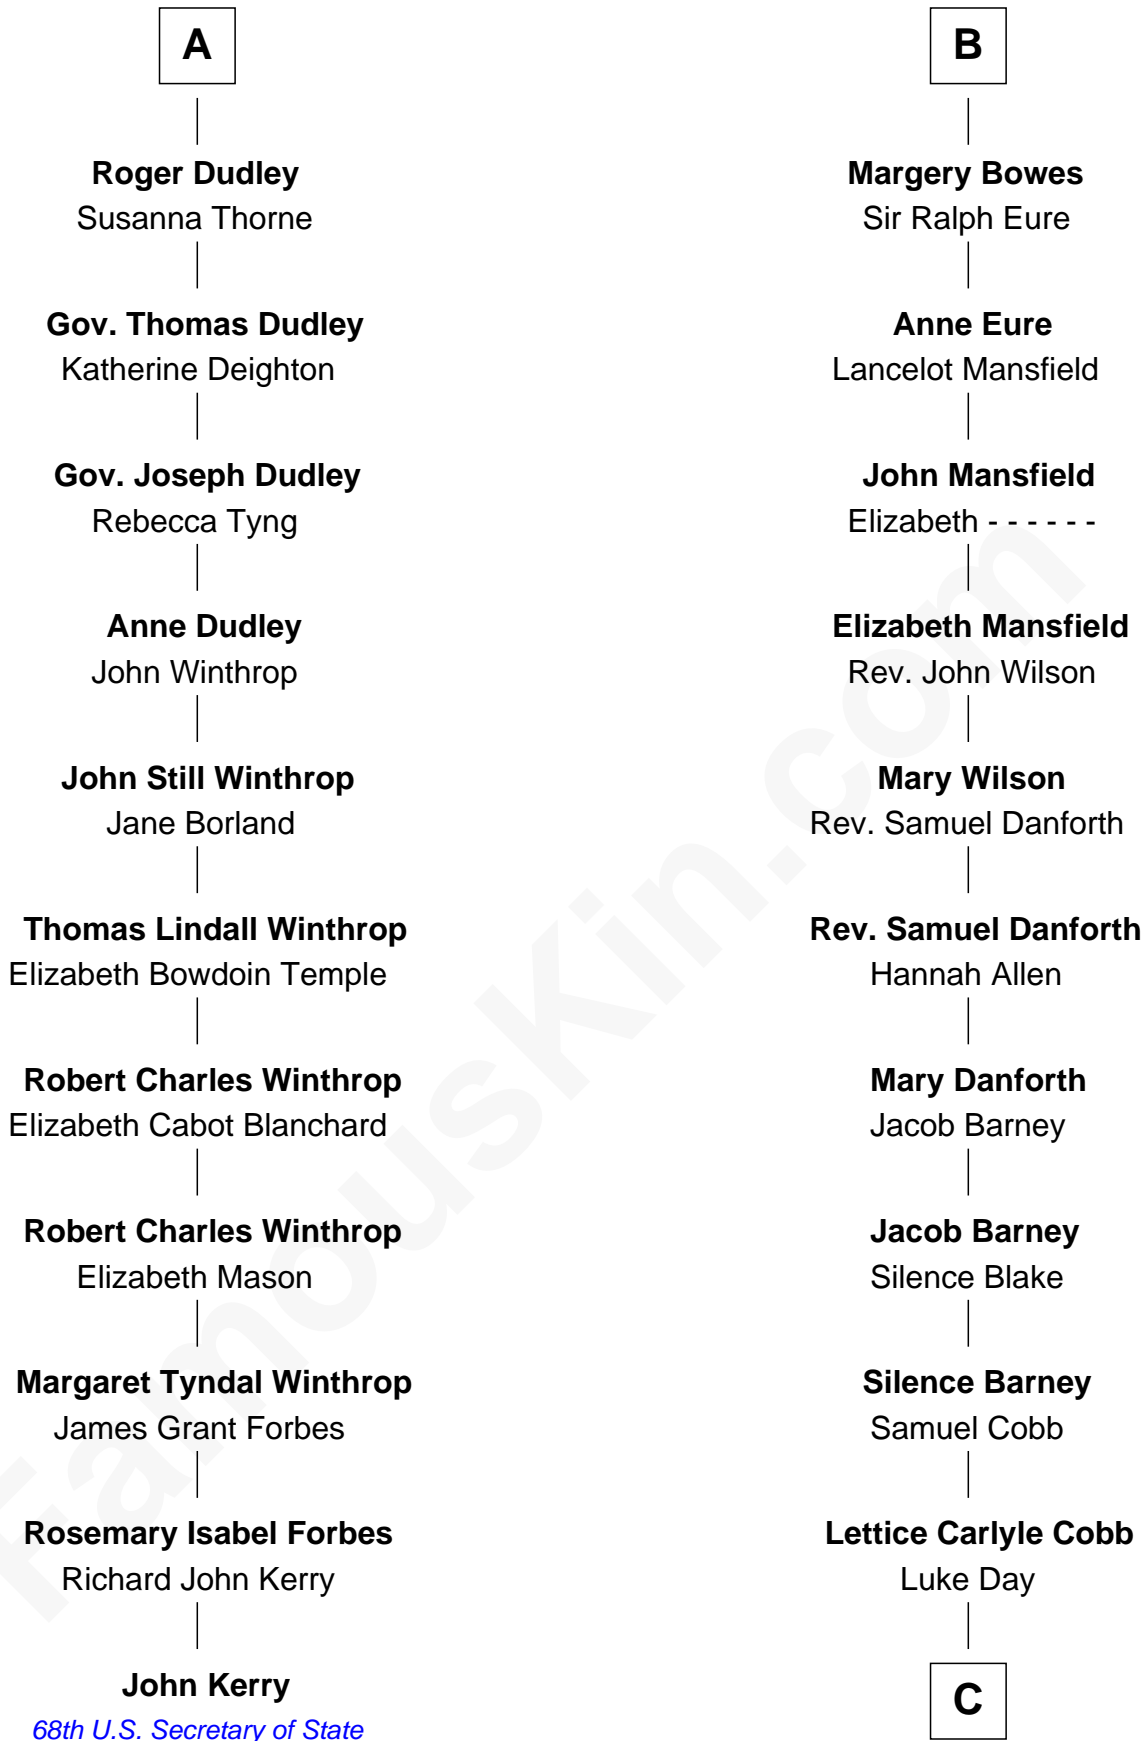 A
Roger Dudley
Susanna Thorne
Gov. Thomas Dudley
Katherine Deighton
Gov. Joseph Dudley
Rebecca Tyng
Anne Dudley
John Winthrop
John Still Winthrop
Jane Borland
Thomas Lindall Winthrop
Elizabeth Bowdoin Temple
Robert Charles Winthrop
Elizabeth Cabot Blanchard
Robert Charles Winthrop
Elizabeth Mason
Margaret Tyndal Winthrop
James Grant Forbes
Rosemary Isabel Forbes
Richard John Kerry
John Kerry
68th U.S. Secretary of State
B
Margery Bowes
Sir Ralph Eure
Anne Eure
Lancelot Mansfield
John Mansfield
Elizabeth - - - - - -
Elizabeth Mansfield
Rev. John Wilson
Mary Wilson
Rev. Samuel Danforth
Rev. Samuel Danforth
Hannah Allen
Mary Danforth
Jacob Barney
Jacob Barney
Silence Blake
Silence Barney
Samuel Cobb
Lettice Carlyle Cobb
Luke Day
C
FamousKin.com